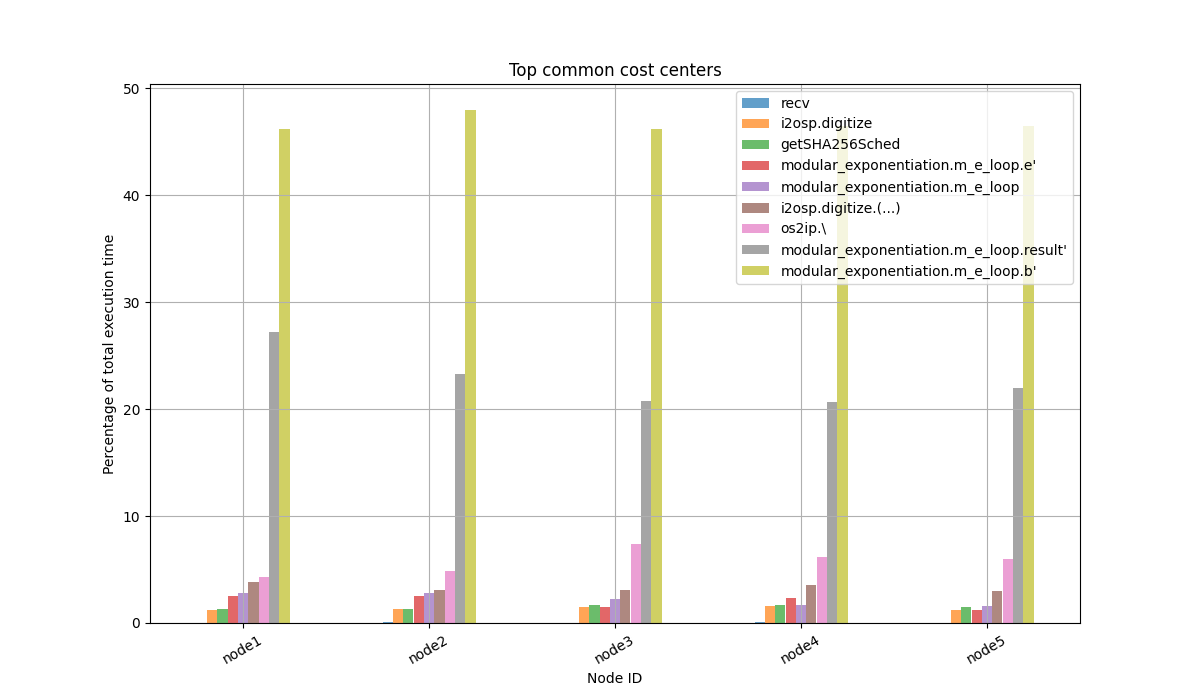 Top common cost centers
Percentage of total execution time
50
40
30
20
10
0
recv
i2osp.digitize
getSHA256Sched
modular_exponentiation.m_e_loop.e'
modular_exponentiation.m_e_loop
i2osp.digitize.(...)
os2ip.\
modular_exponentiation.m_e_loop.result'
modular_exponentiation.m_e_loop.b'
node1
node2
node3
node4
node5
Node ID